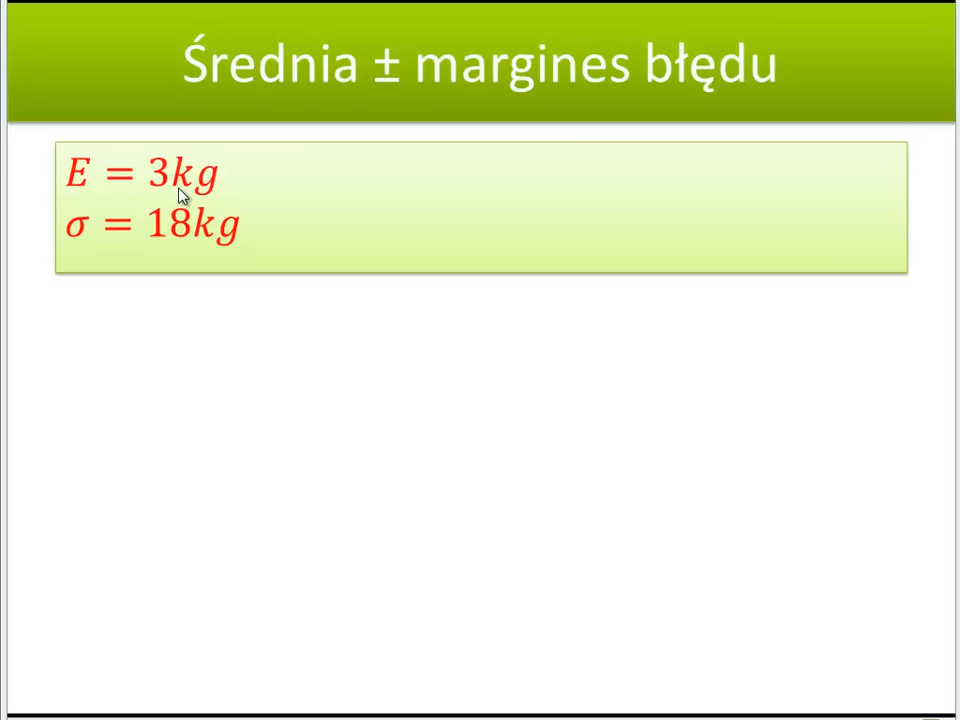 Średnia ± margines błędu
E = 3kg
σ = 18kg